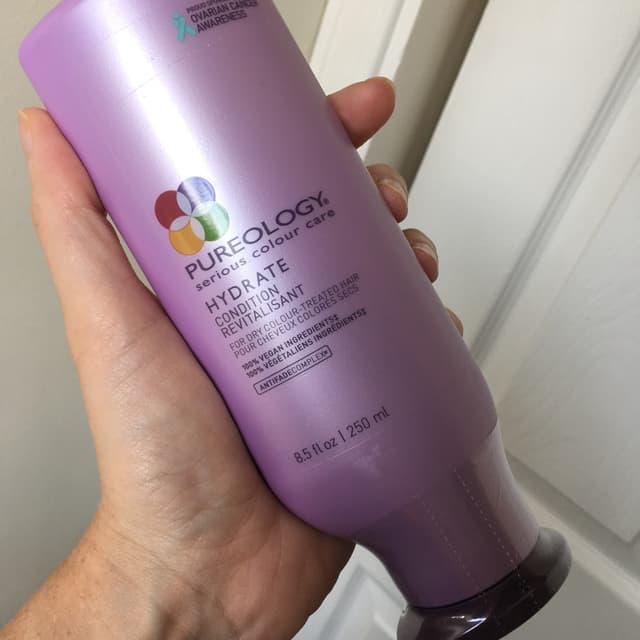 OVARIAN CANCER
AWARENESS
PUREOLOGY®
serious colour care
HYDRATE
CONDITION
REVITALISANT
FOR DRY COLOUR-TREATED HAIR
POUR CHEVEUX COLORÉS SECS
100% VEGAN INGREDIENTS‡
100% VÉGÉTALIENS INGRÉDIENTS‡
ANTIFADECOMPLEX®
8.5 fl oz | 250 ml